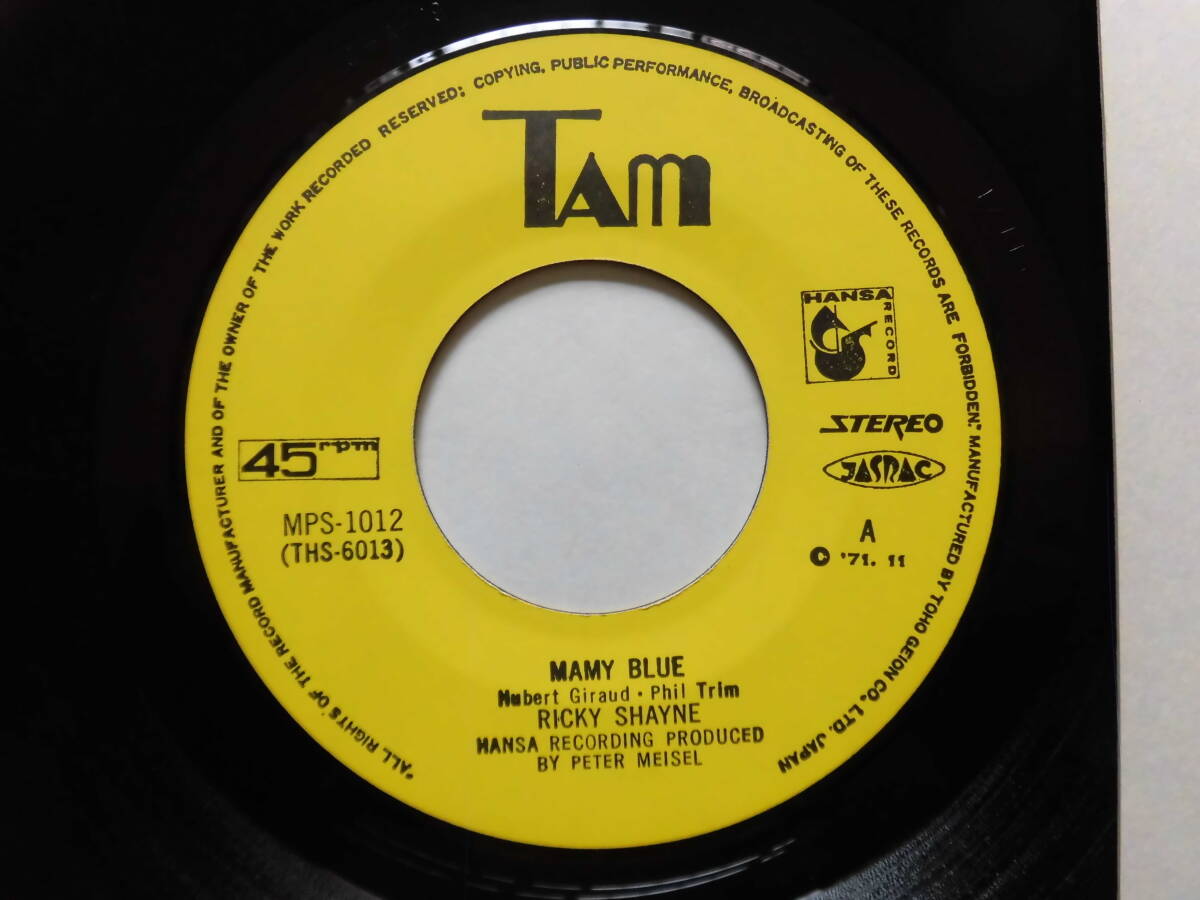 "ALL RIGHTS OF THE RECORD MANUFACTURER AND OF THE OWNER OF THE WORK RECORDED RESERVED; COPYING, PUBLIC PERFORMANCE, BROADCASTING OF THESE RECORDS ARE FORBIDDEN." MANUFACTURED BY TOHO GEION CO., LTD. JAPAN
TAM
HANSA
RECORD
STEREO
JASRAC
45rpm
MPS-1012
(THS-6013)
A
© '71. 11
MAMY BLUE
Hubert Giraud · Phil Trim
RICKY SHAYNE
HANSA RECORDING PRODUCED
BY PETER MEISEL